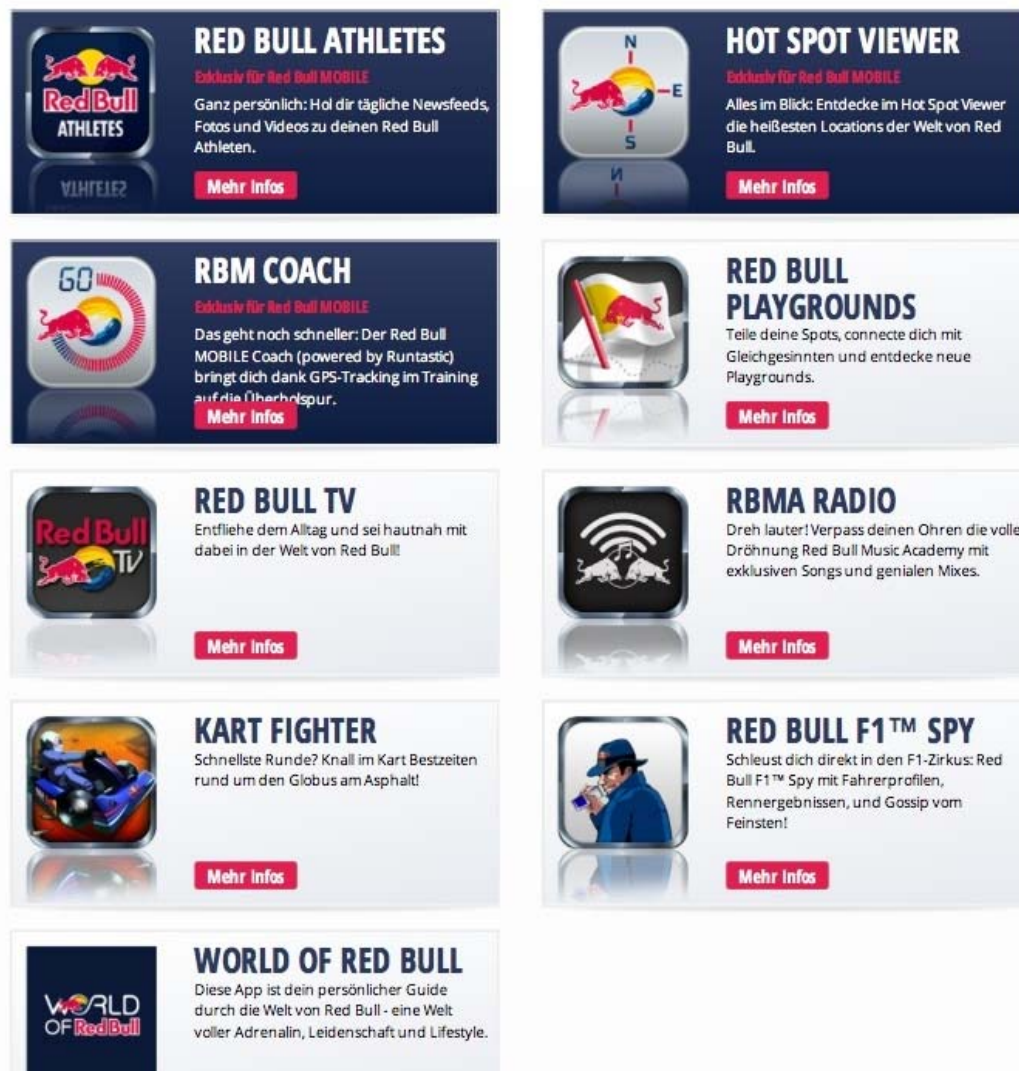 RedBull
ATHLETES
RED BULL ATHLETES
Exklusiv für Red Bull MOBILE
Ganz persönlich: Hol dir tägliche Newsfeeds,
Fotos und Videos zu deinen Red Bull
Athleten.
Mehr Infos
N
E
S
HOT SPOT VIEWER
Exklusiv für Red Bull MOBILE
Alles im Blick: Entdecke im Hot Spot Viewer
die heißesten Locations der Welt von Red
Bull.
Mehr Infos
GO
RBM COACH
Exklusiv für Red Bull MOBILE
Das geht noch schneller: Der Red Bull
MOBILE Coach (powered by Runtastic)
bringt dich dank GPS-Tracking im Training
auf die Überholspur.
Mehr Infos
RED BULL
PLAYGROUNDS
Teile deine Spots, connecte dich mit
Gleichgesinnten und entdecke neue
Playgrounds.
Mehr Infos
Red Bull
TV
RED BULL TV
Entfliehe dem Alltag und sei hautnah mit
dabei in der Welt von Red Bull!
Mehr Infos
RBMA RADIO
Dreh lauter! Verpass deinen Ohren die volle
Dröhnung Red Bull Music Academy mit
exklusiven Songs und genialen Mixes.
Mehr Infos
KART FIGHTER
Schnellste Runde? Knall im Kart Bestzeiten
rund um den Globus am Asphalt!
Mehr Infos
RED BULL F1™ SPY
Schleust dich direkt in den F1-Zirkus: Red
Bull F1™ Spy mit Fahrerprofilen,
Rennergebnissen, und Gossip vom
Feinsten!
Mehr Infos
WORLD
OF RedBull
WORLD OF RED BULL
Diese App ist dein persönlicher Guide
durch die Welt von Red Bull - eine Welt
voller Adrenalin, Leidenschaft und Lifestyle.